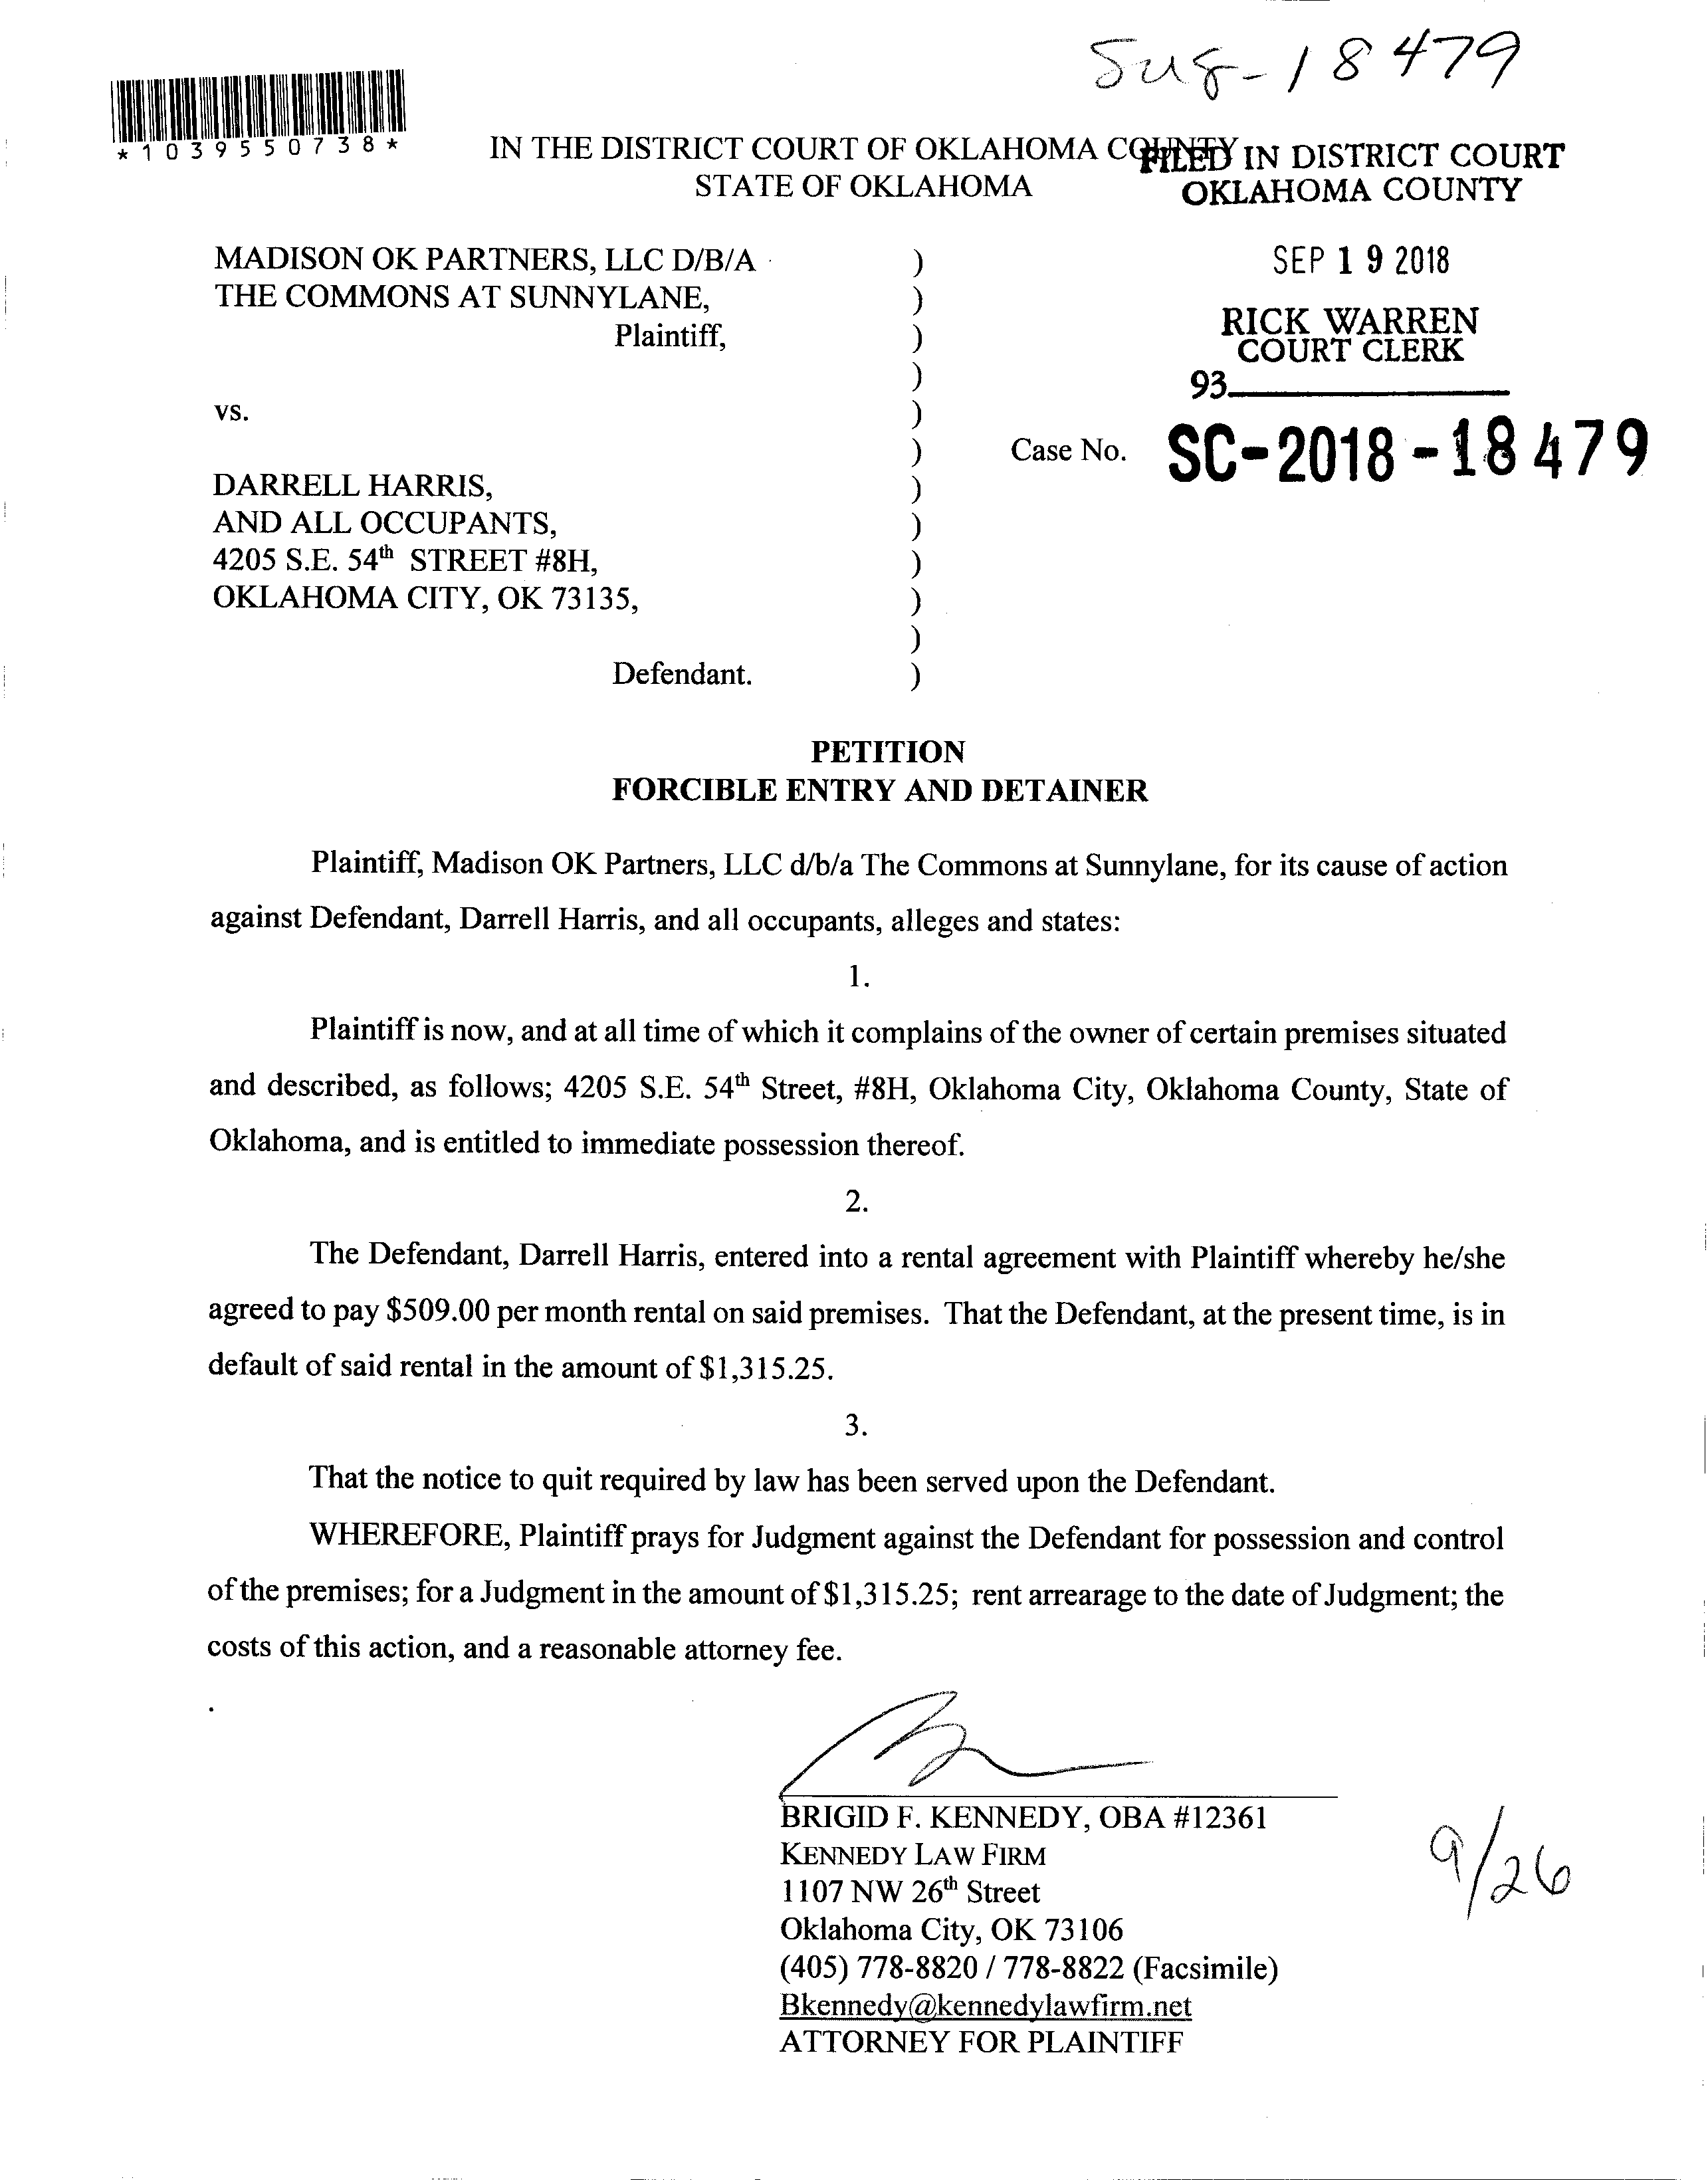 Sug-18479
*1039550738*
IN THE DISTRICT COURT OF OKLAHOMA COUNTY
STATE OF OKLAHOMA
FILED IN DISTRICT COURT
OKLAHOMA COUNTY
SEP 19 2018
RICK WARREN
COURT CLERK
93
MADISON OK PARTNERS, LLC D/B/A )
THE COMMONS AT SUNNYLANE, )
Plaintiff, )
)
vs. )
) Case No. SC-2018-18479
DARRELL HARRIS, )
AND ALL OCCUPANTS, )
4205 S.E. 54th STREET #8H, )
OKLAHOMA CITY, OK 73135, )
)
Defendant. )
PETITION
FORCIBLE ENTRY AND DETAINER
Plaintiff, Madison OK Partners, LLC d/b/a The Commons at Sunnylane, for its cause of action
against Defendant, Darrell Harris, and all occupants, alleges and states:
1.
Plaintiff is now, and at all time of which it complains of the owner of certain premises situated
and described, as follows; 4205 S.E. 54th Street, #8H, Oklahoma City, Oklahoma County, State of
Oklahoma, and is entitled to immediate possession thereof.
2.
The Defendant, Darrell Harris, entered into a rental agreement with Plaintiff whereby he/she
agreed to pay $509.00 per month rental on said premises. That the Defendant, at the present time, is in
default of said rental in the amount of $1,315.25.
3.
That the notice to quit required by law has been served upon the Defendant.
WHEREFORE, Plaintiff prays for Judgment against the Defendant for possession and control
of the premises; for a Judgment in the amount of $1,315.25; rent arrearage to the date of Judgment; the
costs of this action, and a reasonable attorney fee.
BRIGID F. KENNEDY, OBA #12361
KENNEDY LAW FIRM
1107 NW 26th Street
Oklahoma City, OK 73106
(405) 778-8820 / 778-8822 (Facsimile)
Bkennedy@kennedylawfirm.net
ATTORNEY FOR PLAINTIFF
9/26